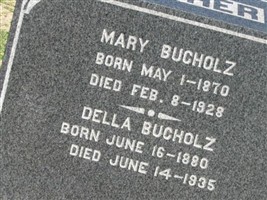 HER
MARY BUCHOLZ
BORN MAY 1-1870
DIED FEB. 8-1928
DELLA BUCHOLZ
BORN JUNE 16-1880
DIED JUNE 14-1935